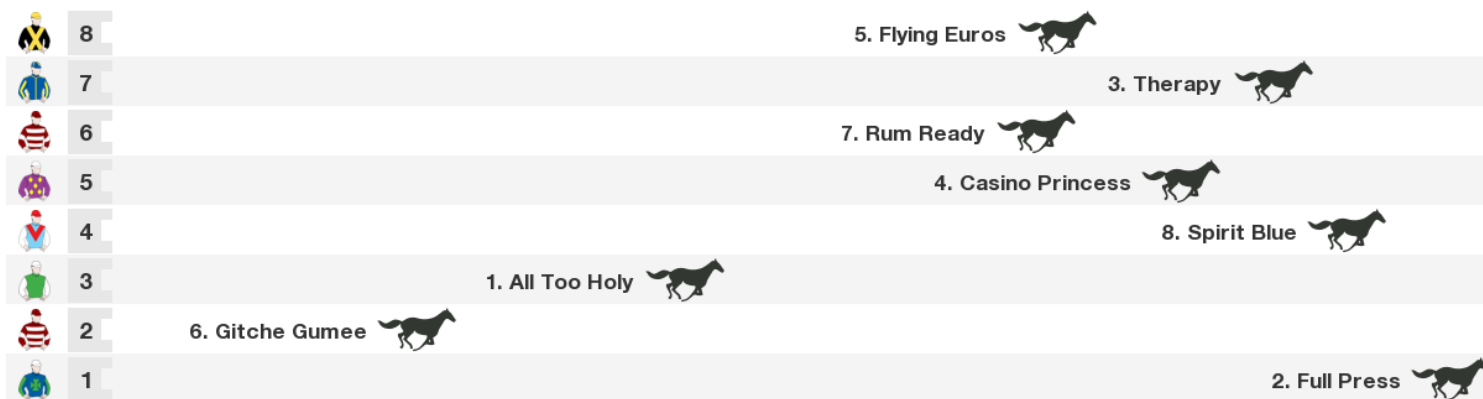 8 5. Flying Euros
7 3. Therapy
6 7. Rum Ready
5 4. Casino Princess
4 8. Spirit Blue
3 1. All Too Holy
2 6. Gitche Gumee
1 2. Full Press